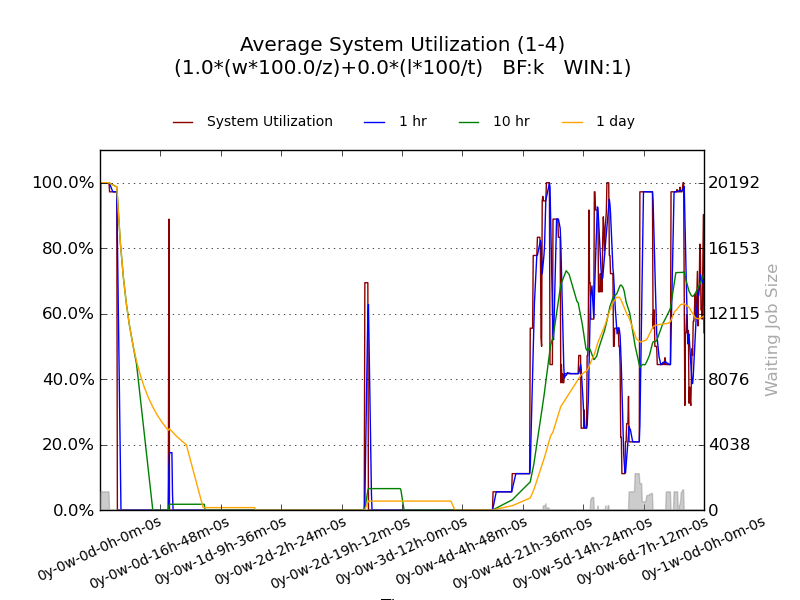 Average System Utilization (1-4)
(1.0*(w*100.0/z)+0.0*(l*100/t)   BF:k   WIN:1)
System Utilization   1 hr   10 hr   1 day
100.0%
80.0%
60.0%
40.0%
20.0%
0.0%
20192
16153
12115
8076
4038
0
Waiting Job Size
0y-0w-0d-0h-0m-0s
0y-0w-0d-16h-48m-0s
0y-0w-1d-9h-36m-0s
0y-0w-2d-2h-24m-0s
0y-0w-2d-19h-12m-0s
0y-0w-3d-12h-0m-0s
0y-0w-4d-4h-48m-0s
0y-0w-4d-21h-36m-0s
0y-0w-5d-14h-24m-0s
0y-0w-6d-7h-12m-0s
0y-1w-0d-0h-0m-0s